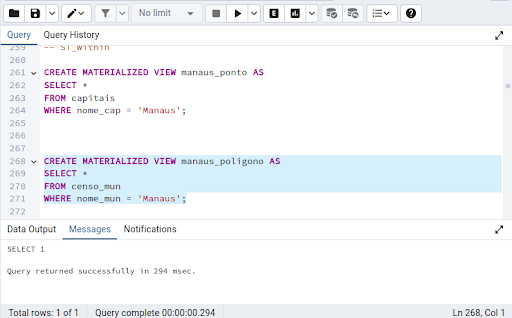 No limit
E
Query Query History
259 -- ST_Within
260
261 CREATE MATERIALIZED VIEW manaus_ponto AS
262 SELECT *
263 FROM capitais
264 WHERE nome_cap = 'Manaus';
265
266
267
268 CREATE MATERIALIZED VIEW manaus_poligono AS
269 SELECT *
270 FROM censo_mun
271 WHERE nome_mun = 'Manaus';
272
Data Output Messages Notifications
SELECT 1
Query returned successfully in 294 msec.
Total rows: 1 of 1 Query complete 00:00:00.294 Ln 268, Col 1